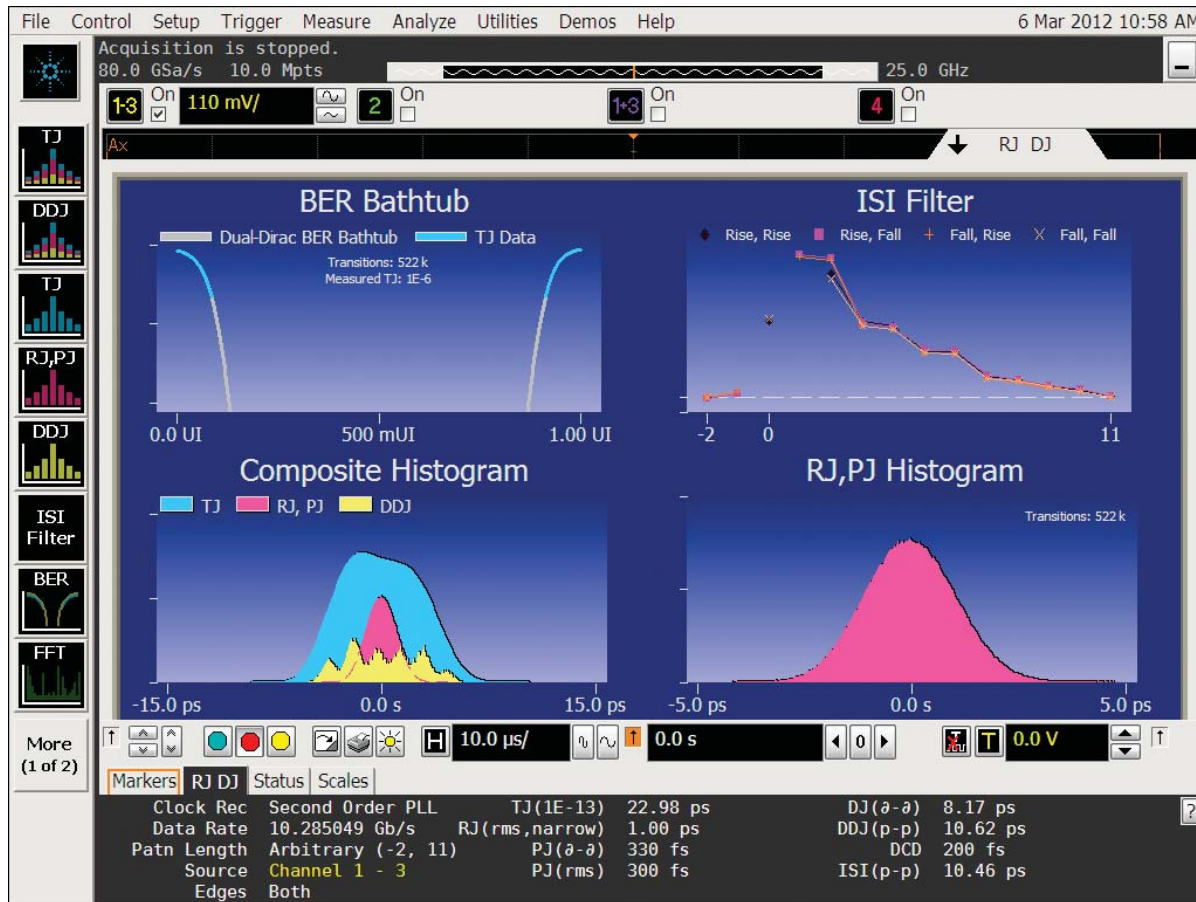 File Control Setup Trigger Measure Analyze Utilities Demos Help 6 Mar 2012 10:58 AM
Acquisition is stopped.
80.0 GSa/s 10.0 Mpts 25.0 GHz
1-3 On 110 mV/ 2 On 1+3 On 4 On
Ax RJ DJ
TJ
DDJ
TJ
RJ,PJ
DDJ
ISI
Filter
BER
FFT
More
(1 of 2)
BER Bathtub
Dual-Dirac BER Bathtub TJ Data
Transitions: 522 k
Measured TJ: 1E-6
0.0 UI 500 mUI 1.00 UI
ISI Filter
Rise, Rise Rise, Fall Fall, Rise Fall, Fall
-2 0 11
Composite Histogram
TJ RJ, PJ DDJ
-15.0 ps 0.0 s 15.0 ps
RJ,PJ Histogram
Transitions: 522 k
-5.0 ps 0.0 s 5.0 ps
H 10.0 µs/ 0.0 s 0 T 0.0 V
Markers RJ DJ Status Scales
Clock Rec Second Order PLL TJ(1E-13) 22.98 ps DJ(∂-∂) 8.17 ps ?
Data Rate 10.285049 Gb/s RJ(rms,narrow) 1.00 ps DDJ(p-p) 10.62 ps
Patn Length Arbitrary (-2, 11) PJ(∂-∂) 330 fs DCD 200 fs
Source Channel 1 - 3 PJ(rms) 300 fs ISI(p-p) 10.46 ps
Edges Both